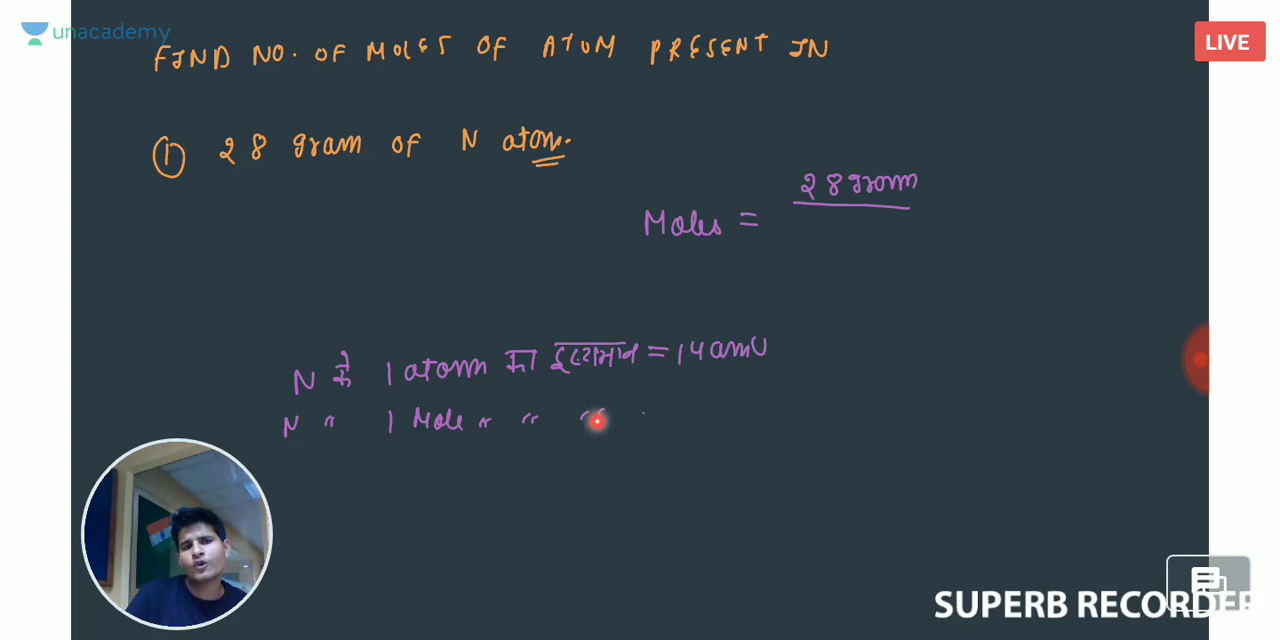 unacademy
LIVE
FIND NO. OF MOLES OF ATOM PRESENT IN
① 28 gram of N atom.
28 gram
Moles =
N के 1 atom का द्रव्यमान = 14 amu
N " 1 Mole " " "
SUPERB RECORDER